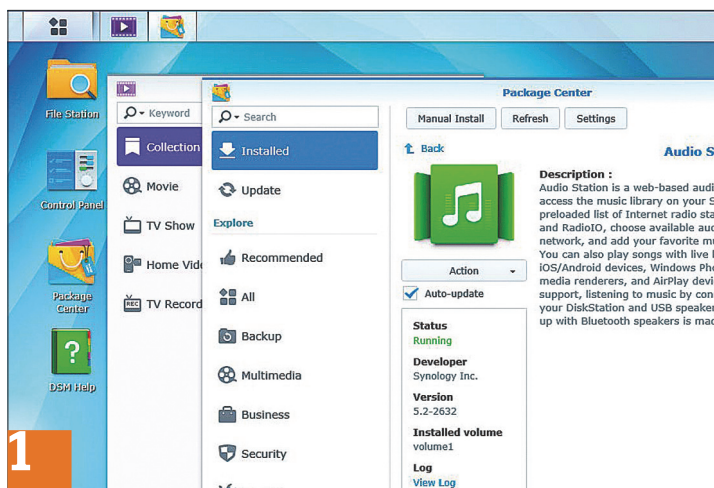 File Station
Control Panel
Package
Center
DSM Help
1
Keyword
Collection
Movie
TV Show
Home Vide
TV Record
REC
Package Center
Search
Installed
Update
Explore
Recommended
All
Backup
Multimedia
Business
Security
Manual Install
Refresh
Settings
Back
Audio S
Action
Auto-update
Status
Running
Developer
Synology Inc.
Version
5.2-2632
Installed volume
volume1
Log
View Log
Description :
Audio Station is a web-based audi
access the music library on your S
preloaded list of Internet radio sta
and RadioIO, choose available aud
network, and add your favorite mu
You can also play songs with live l
iOS/Android devices, Windows Pho
media renderers, and AirPlay devi
support, listening to music by con
your DiskStation and USB speaker
up with Bluetooth speakers is mad